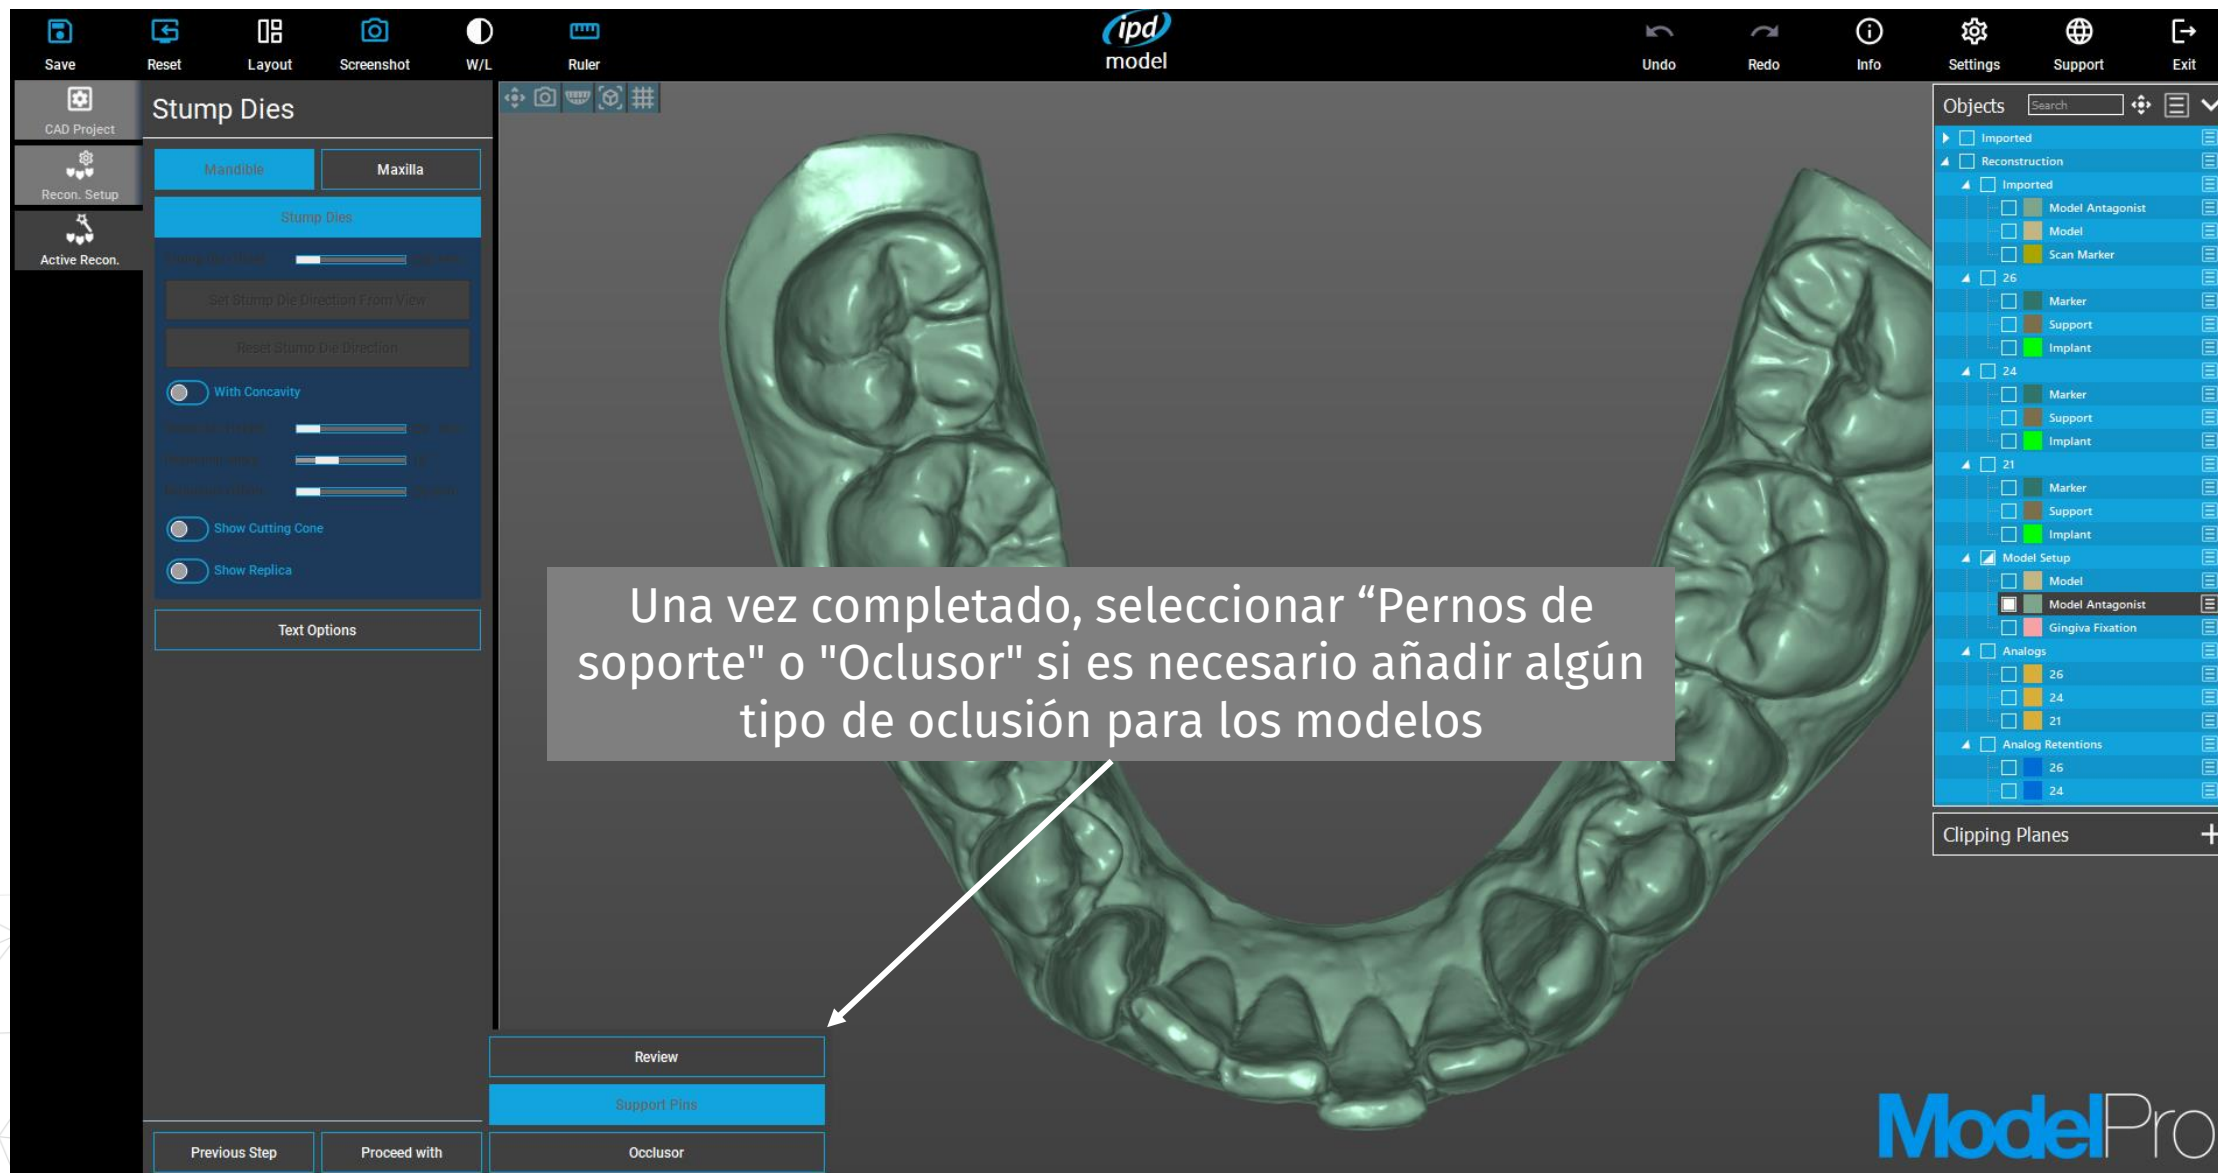 Save
Reset
Layout
Screenshot
W/L
Ruler
ipd
model
Undo
Redo
Info
Settings
Support
Exit
CAD Project
Recon. Setup
Active Recon.
Stump Dies
Mandible
Maxilla
Stump Dies
Set Stump Die Direction From View
Reset Stump Die Direction
With Concavity
Show Cutting Cone
Show Replica
Text Options
Una vez completado, seleccionar “Pernos de
soporte" o "Oclusor" si es necesario añadir algún
tipo de oclusión para los modelos
Review
Support Pins
Occlusor
Previous Step
Proceed with
Objects
Search
Imported
Reconstruction
Imported
Model Antagonist
Model
Scan Marker
26
Marker
Support
Implant
24
Marker
Support
Implant
21
Marker
Support
Implant
Model Setup
Model
Model Antagonist
Gingiva Fixation
Analogs
26
24
21
Analog Retentions
26
24
Clipping Planes
ModelPro